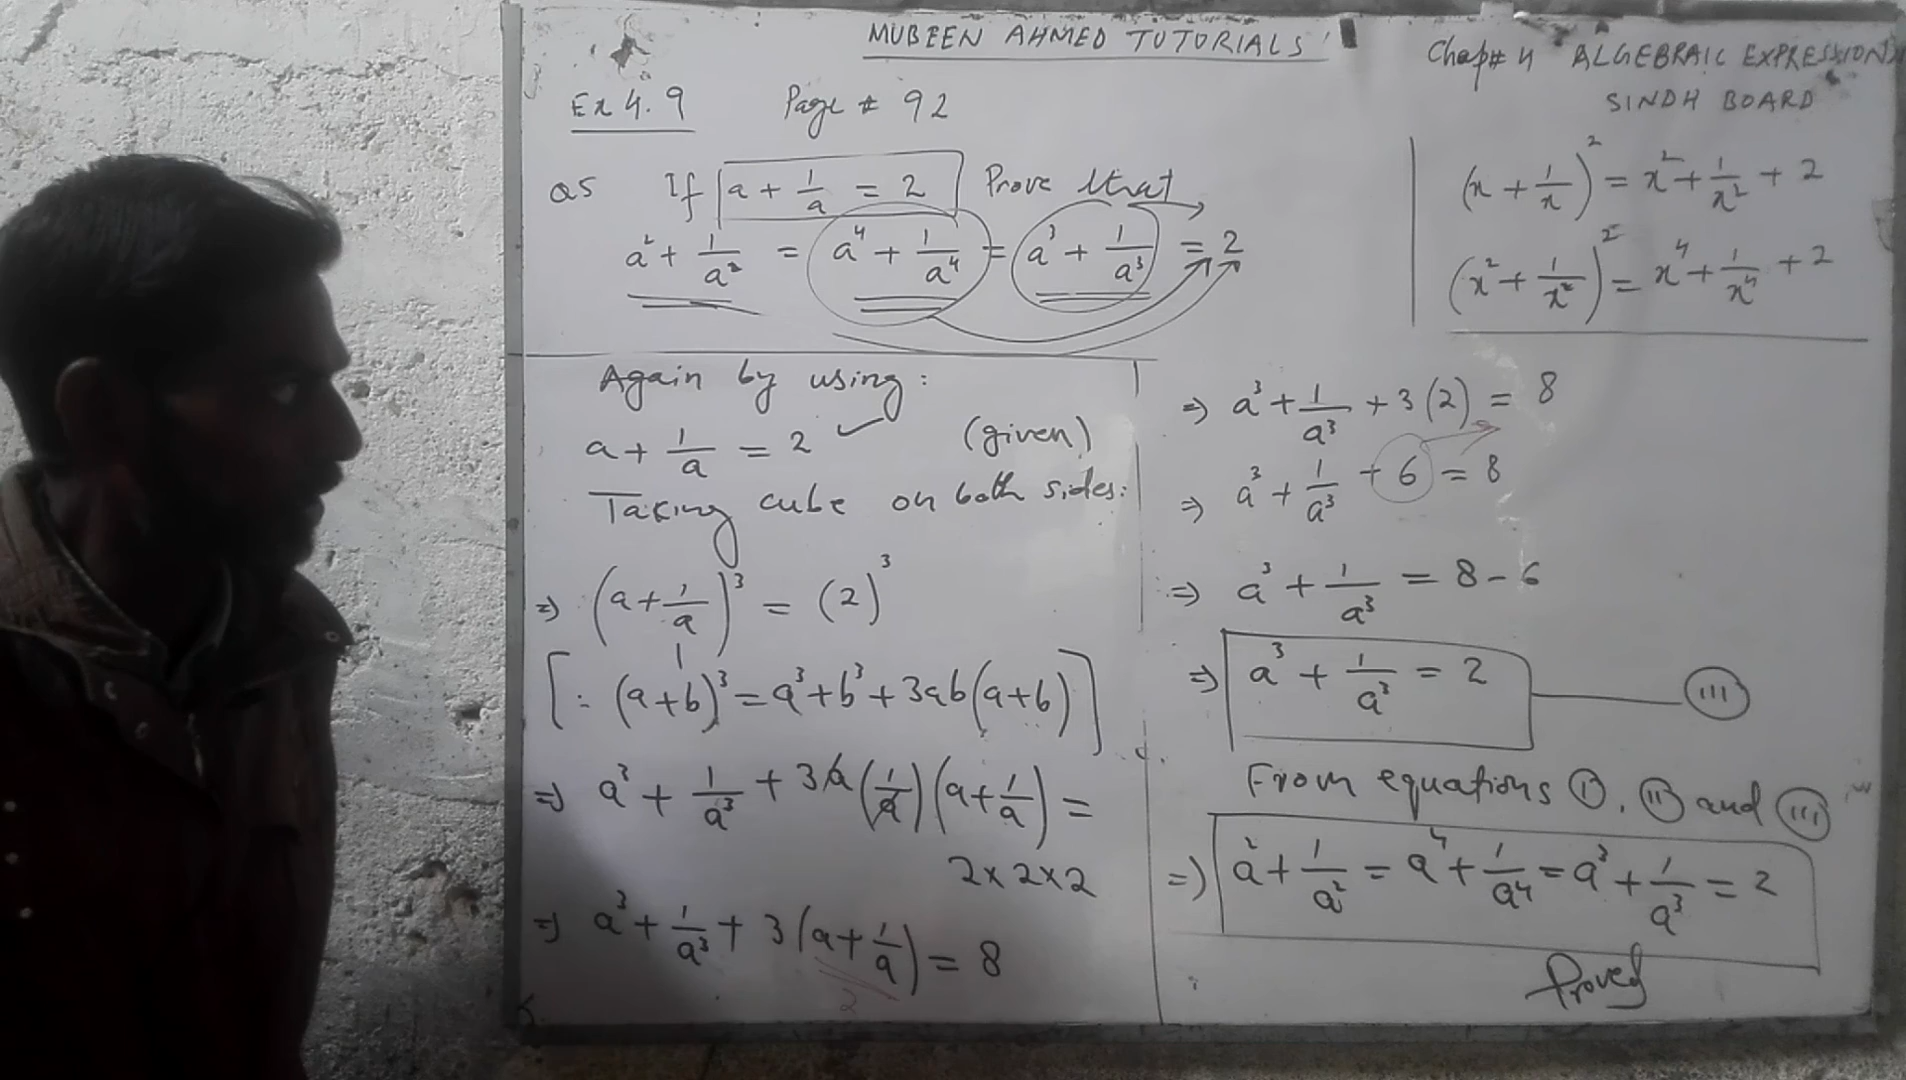 MUBEEN AHMED TUTORIALS
Chap# 4 ALGEBRAIC EXPRESSIONS
SINDH BOARD
Ex 4.9 Page # 92
Q5 If a + 1/a = 2 Prove that
a² + 1/a² = a⁴ + 1/a⁴ = a³ + 1/a³ = 2
(x + 1/x)² = x² + 1/x² + 2
(x² + 1/x²)² = x⁴ + 1/x⁴ + 2
Again by using:
a + 1/a = 2 ✓ (given)
Taking cube on both sides:
⇒ (a + 1/a)³ = (2)³
[∵ (a+b)³ = a³ + b³ + 3ab(a+b)]
⇒ a³ + 1/a³ + 3a(1/a)(a + 1/a) =
2×2×2
⇒ a³ + 1/a³ + 3(a + 1/a) = 8
2
⇒ a³ + 1/a³ + 3(2) = 8
⇒ a³ + 1/a³ + 6 = 8
⇒ a³ + 1/a³ = 8 - 6
⇒ a³ + 1/a³ = 2 (iii)
From equations (i), (ii) and (iii)
⇒ a² + 1/a² = a⁴ + 1/a⁴ = a³ + 1/a³ = 2
Proved